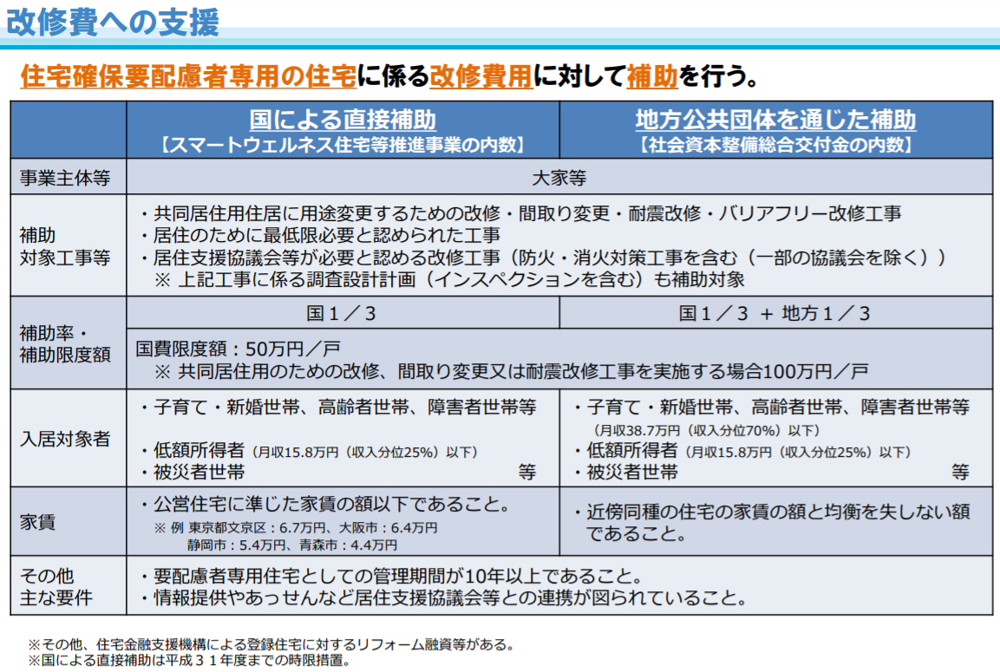 改修費への支援
住宅確保要配慮者専用の住宅に係る改修費用に対して補助を行う。
国による直接補助
【スマートウェルネス住宅等推進事業の内数】
地方公共団体を通じた補助
【社会資本整備総合交付金の内数】
事業主体等
大家等
補助
対象工事等
・共同居住用住居に用途変更するための改修・間取り変更・耐震改修・バリアフリー改修工事
・居住のために最低限必要と認められた工事
・居住支援協議会等が必要と認める改修工事（防火・消火対策工事を含む（一部の協議会を除く））
※ 上記工事に係る調査設計計画（インスペクションを含む）も補助対象
補助率・
補助限度額
国１／３
国１／３ ＋ 地方１／３
国費限度額：50万円／戸
※ 共同居住用のための改修、間取り変更又は耐震改修工事を実施する場合100万円／戸
入居対象者
・子育て・新婚世帯、高齢者世帯、障害者世帯等
・低額所得者（月収15.8万円（収入分位25%）以下）
・被災者世帯 等
・子育て・新婚世帯、高齢者世帯、障害者世帯等
（月収38.7万円（収入分位70%）以下）
・低額所得者（月収15.8万円（収入分位25%）以下）
・被災者世帯 等
家賃
・公営住宅に準じた家賃の額以下であること。
※ 例 東京都文京区：6.7万円、大阪市：6.4万円
静岡市：5.4万円、青森市：4.4万円
・近傍同種の住宅の家賃の額と均衡を失しない額
であること。
その他
主な要件
・要配慮者専用住宅としての管理期間が10年以上であること。
・情報提供やあっせんなど居住支援協議会等との連携が図られていること。
※その他、住宅金融支援機構による登録住宅に対するリフォーム融資等がある。
※国による直接補助は平成３１年度までの時限措置。